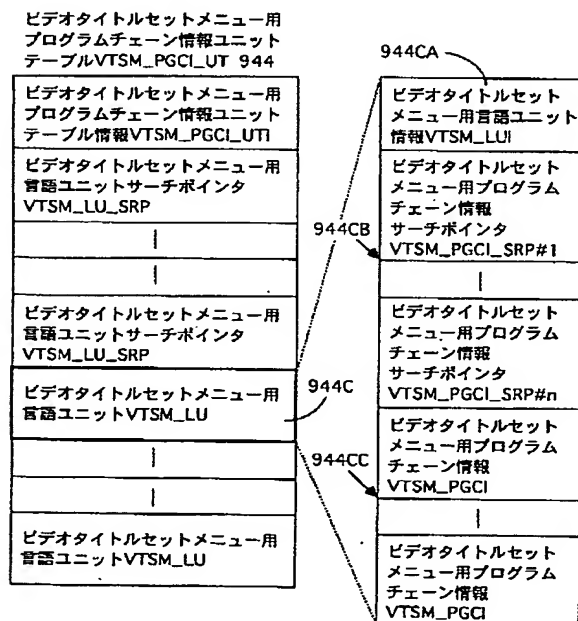 ビデオタイトルセットメニュー用
プログラムチェーン情報ユニット
テーブルVTSM_PGCI_UT 944
ビデオタイトルセットメニュー用
プログラムチェーン情報ユニット
テーブル情報VTSM_PGCI_UTI
ビデオタイトルセットメニュー用
言語ユニットサーチポインタ
VTSM_LU_SRP
ビデオタイトルセットメニュー用
言語ユニットサーチポインタ
VTSM_LU_SRP
ビデオタイトルセットメニュー用
言語ユニットVTSM_LU
ビデオタイトルセットメニュー用
言語ユニットVTSM_LU
944C
944CA
ビデオタイトルセット
メニュー用言語ユニット
情報VTSM_LUI
ビデオタイトルセット
メニュー用プログラム
チェーン情報
サーチポインタ
VTSM_PGCI_SRP#1
944CB
ビデオタイトルセット
メニュー用プログラム
チェーン情報
サーチポインタ
VTSM_PGCI_SRP#n
ビデオタイトルセット
メニュー用プログラム
チェーン情報
VTSM_PGCI
944CC
ビデオタイトルセット
メニュー用プログラム
チェーン情報
VTSM_PGCI